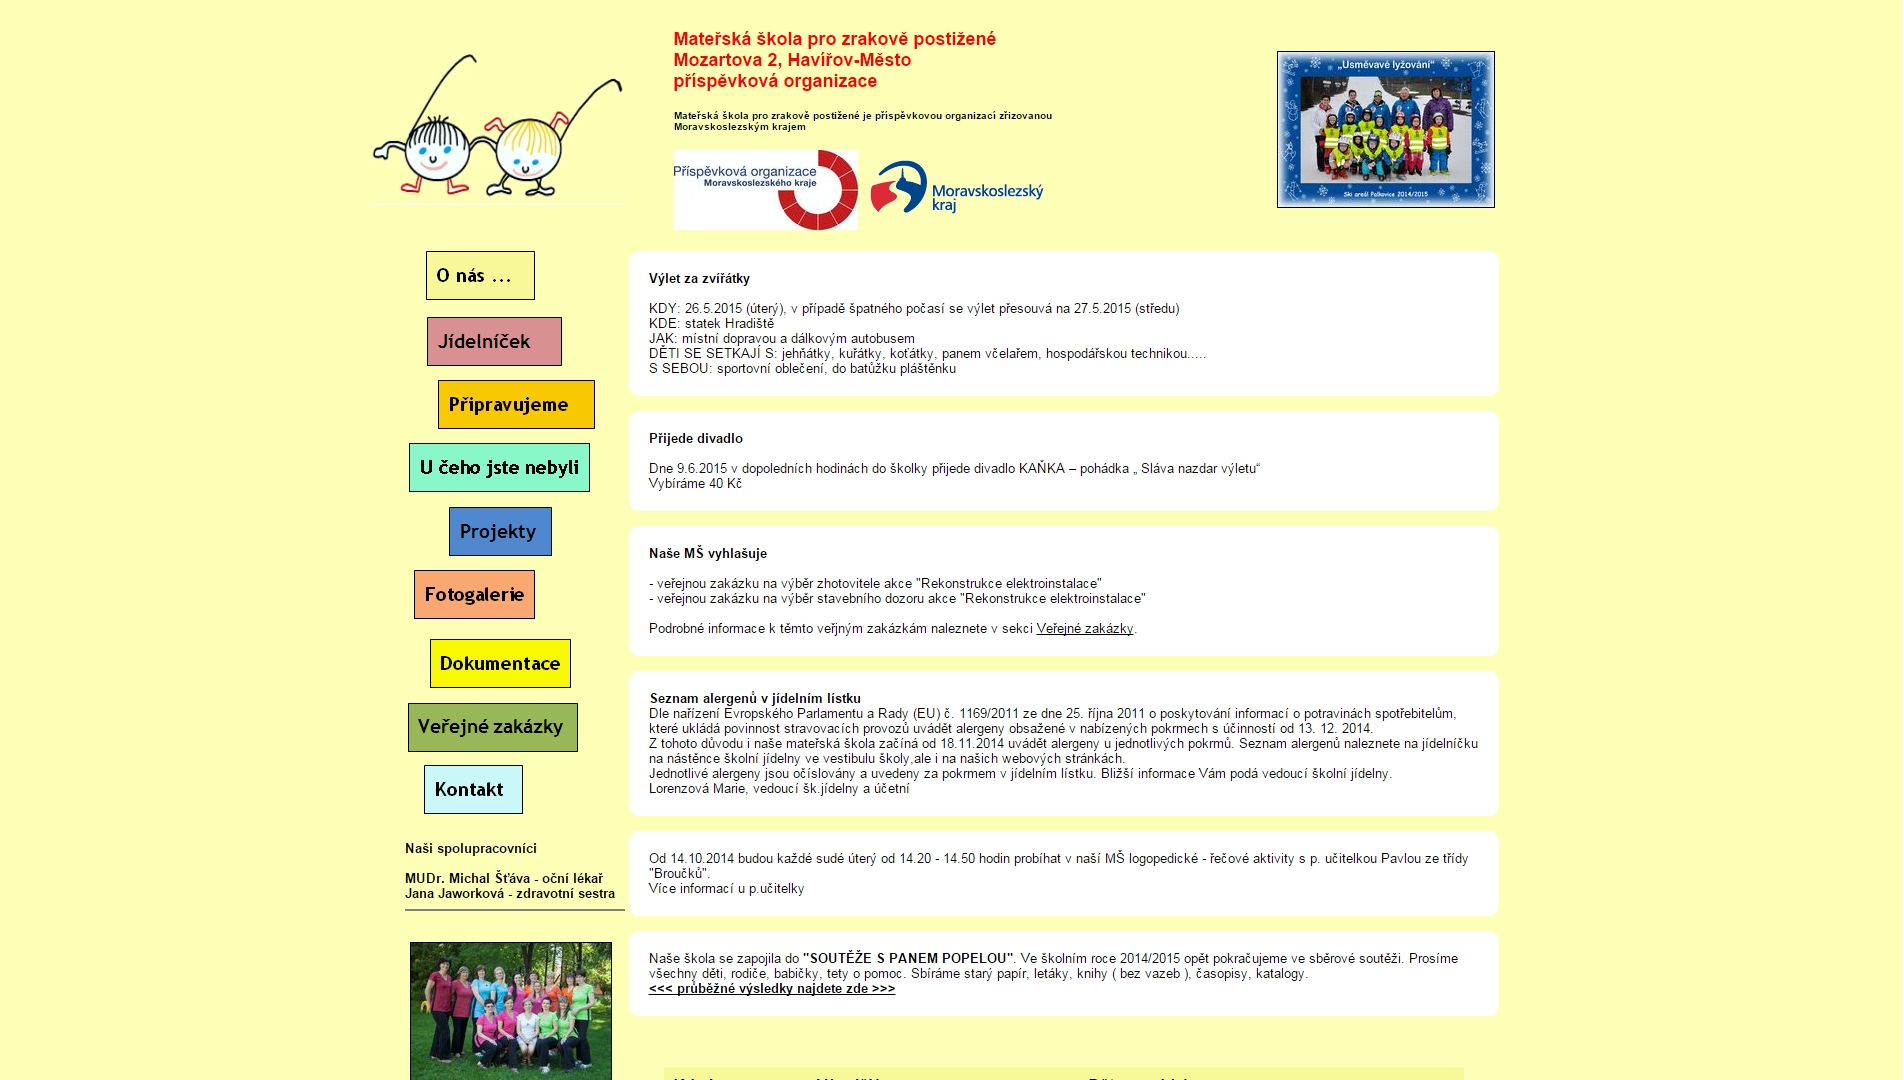 Mateřská škola pro zrakově postižené
Mozartova 2, Havířov-Město
příspěvková organizace
Mateřská škola pro zrakově postižené je příspěvkovou organizací zřizovanou
Moravskoslezským krajem
Příspěvková organizace
Moravskoslezského kraje
Moravskoslezský
kraj
„Usměvavé lyžování"
Ski areál Palkovice 2014/2015
O nás ...
Jídelníček
Připravujeme
U čeho jste nebyli
Projekty
Fotogalerie
Dokumentace
Veřejné zakázky
Kontakt
Naši spolupracovníci
MUDr. Michal Šťáva - oční lékař
Jana Jaworková - zdravotní sestra
Výlet za zvířátky
KDY: 26.5.2015 (úterý), v případě špatného počasí se výlet přesouvá na 27.5.2015 (středu)
KDE: statek Hradiště
JAK: místní dopravou a dálkovým autobusem
DĚTI SE SETKAJÍ S: jehňátky, kuřátky, koťátky, panem včelařem, hospodářskou technikou.....
S SEBOU: sportovní oblečení, do batůžku pláštěnku
Přijede divadlo
Dne 9.6.2015 v dopoledních hodinách do školky přijede divadlo KAŇKA – pohádka „ Sláva nazdar výletu“
Vybíráme 40 Kč
Naše MŠ vyhlašuje
- veřejnou zakázku na výběr zhotovitele akce "Rekonstrukce elektroinstalace"
- veřejnou zakázku na výběr stavebního dozoru akce "Rekonstrukce elektroinstalace"
Podrobné informace k těmto veřjným zakázkám naleznete v sekci Veřejné zakázky.
Seznam alergenů v jídelním lístku
Dle nařízení Evropského Parlamentu a Rady (EU) č. 1169/2011 ze dne 25. října 2011 o poskytování informací o potravinách spotřebitelům,
které ukládá povinnost stravovacích provozů uvádět alergeny obsažené v nabízených pokrmech s účinností od 13. 12. 2014.
Z tohoto důvodu i naše mateřská škola začíná od 18.11.2014 uvádět alergeny u jednotlivých pokrmů. Seznam alergenů naleznete na jídelníčku
na nástěnce školní jídelny ve vestibulu školy,ale i na našich webových stránkách.
Jednotlivé alergeny jsou očíslovány a uvedeny za pokrmem v jídelním lístku. Bližší informace Vám podá vedoucí školní jídelny.
Lorenzová Marie, vedoucí šk.jídelny a účetní
Od 14.10.2014 budou každé sudé úterý od 14.20 - 14.50 hodin probíhat v naší MŠ logopedické - řečové aktivity s p. učitelkou Pavlou ze třídy
"Broučků".
Více informací u p.učitelky
Naše škola se zapojila do "SOUTĚŽE S PANEM POPELOU". Ve školním roce 2014/2015 opět pokračujeme ve sběrové soutěži. Prosíme
všechny děti, rodiče, babičky, tety o pomoc. Sbíráme starý papír, letáky, knihy ( bez vazeb ), časopisy, katalogy.
<<< průběžné výsledky najdete zde >>>